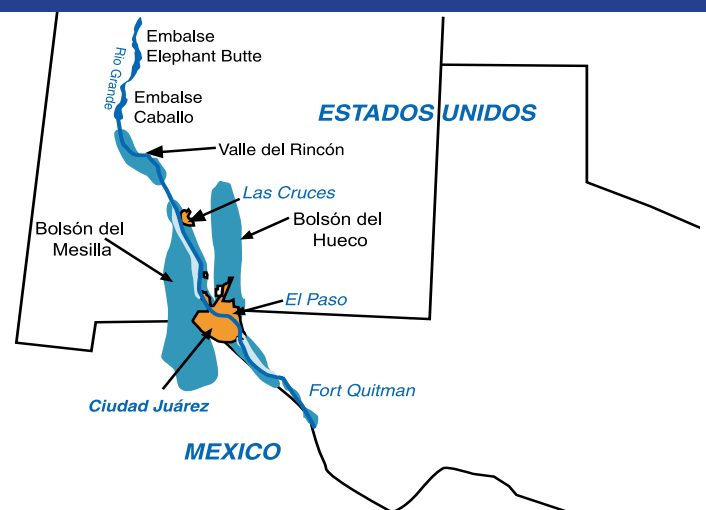 Embalse
Elephant Butte
Rio Grande
Embalse
Caballo
ESTADOS UNIDOS
Valle del Rincón
Las Cruces
Bolsón del
Hueco
Bolsón del
Mesilla
El Paso
Fort Quitman
Ciudad Juárez
MEXICO